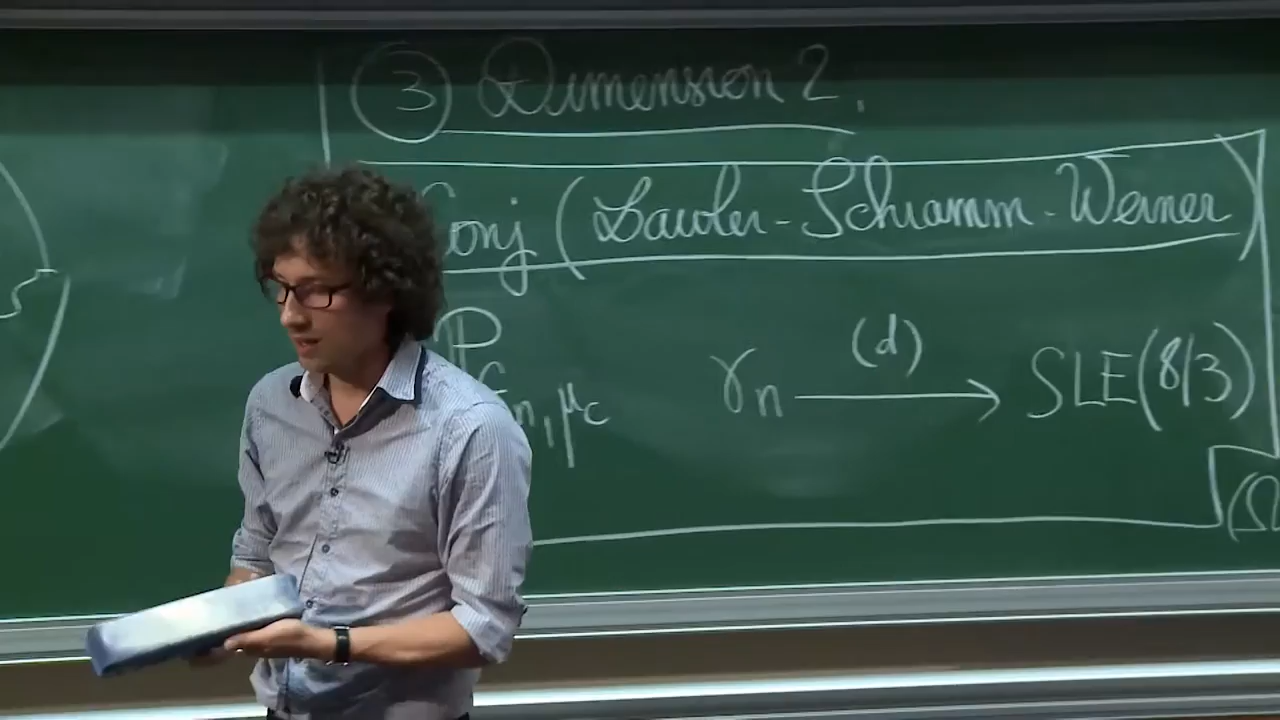 ③ Dimension 2.
Conj (Lawler-Schramm-Werner)
P
c n, μc γn (d) → SLE(8/3)
(Ω